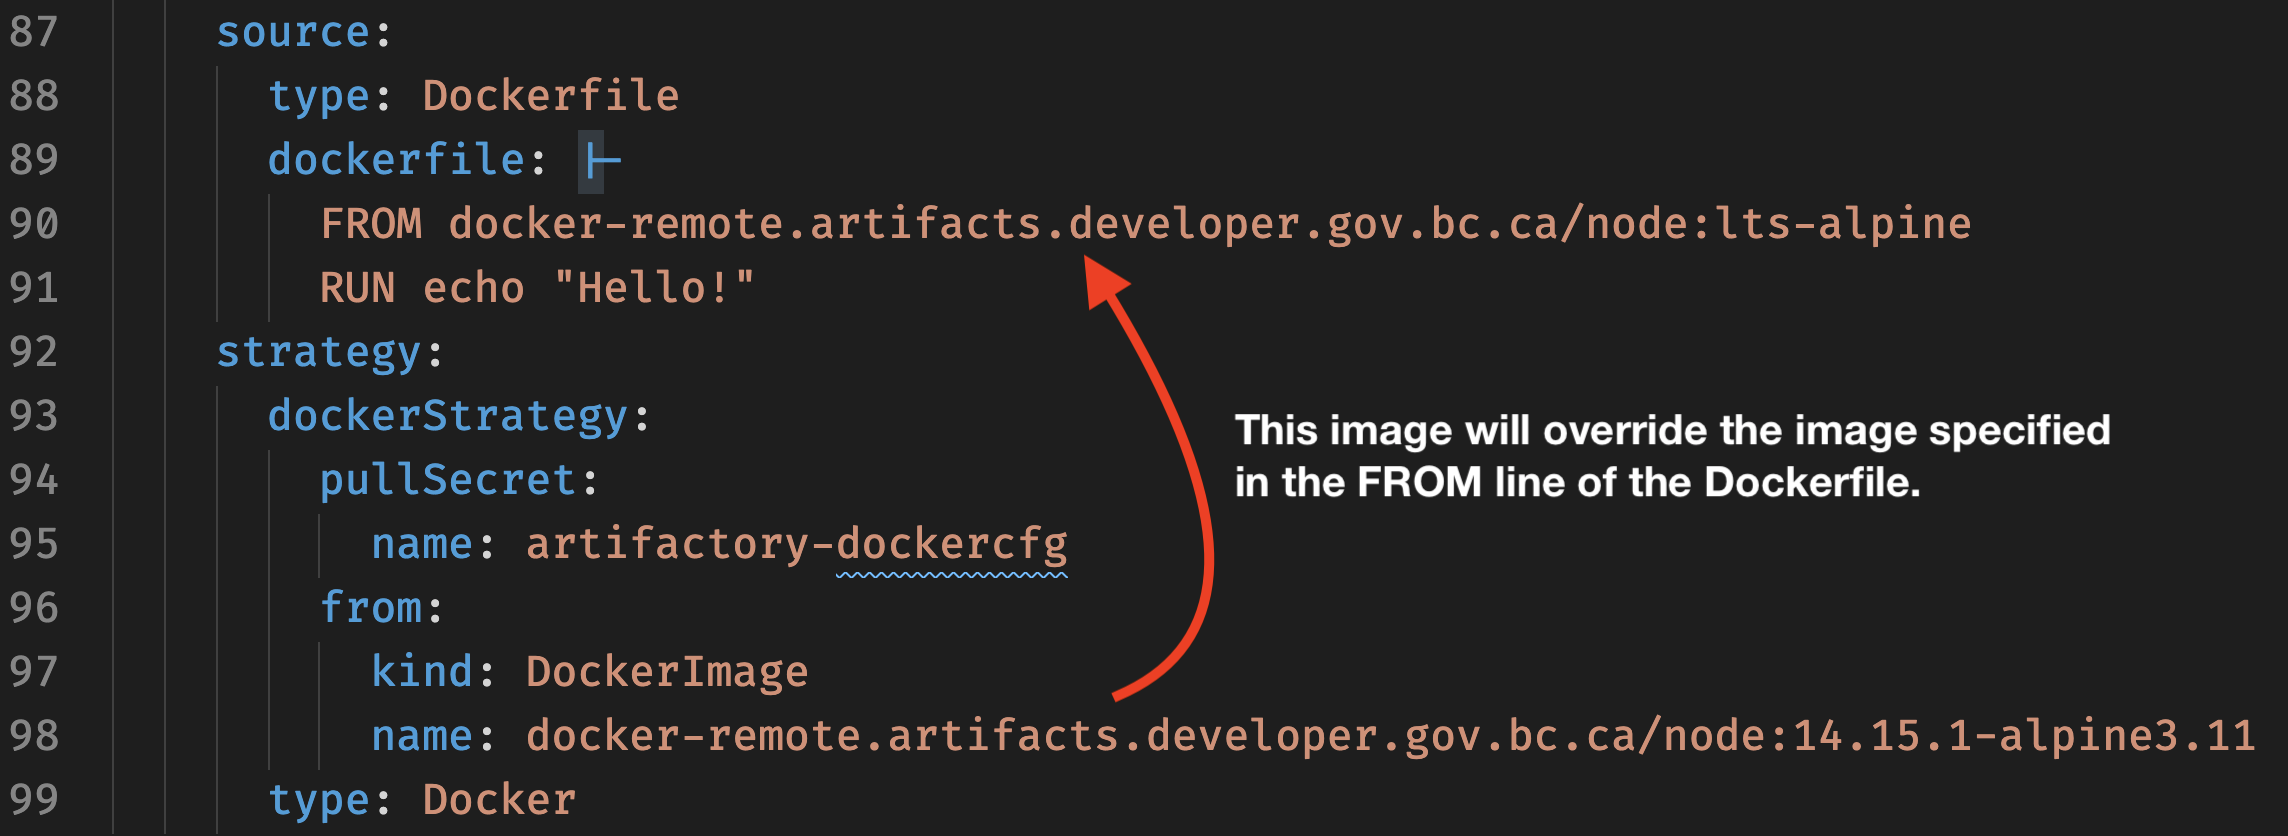 87 source:
88 type: Dockerfile
89 dockerfile: |-
90 FROM docker-remote.artifacts.developer.gov.bc.ca/node:lts-alpine
91 RUN echo "Hello!"
92 strategy:
93 dockerStrategy:
94 pullSecret:
95 name: artifactory-dockercfg
96 from:
97 kind: DockerImage
98 name: docker-remote.artifacts.developer.gov.bc.ca/node:14.15.1-alpine3.11
99 type: Docker
This image will override the image specified
in the FROM line of the Dockerfile.